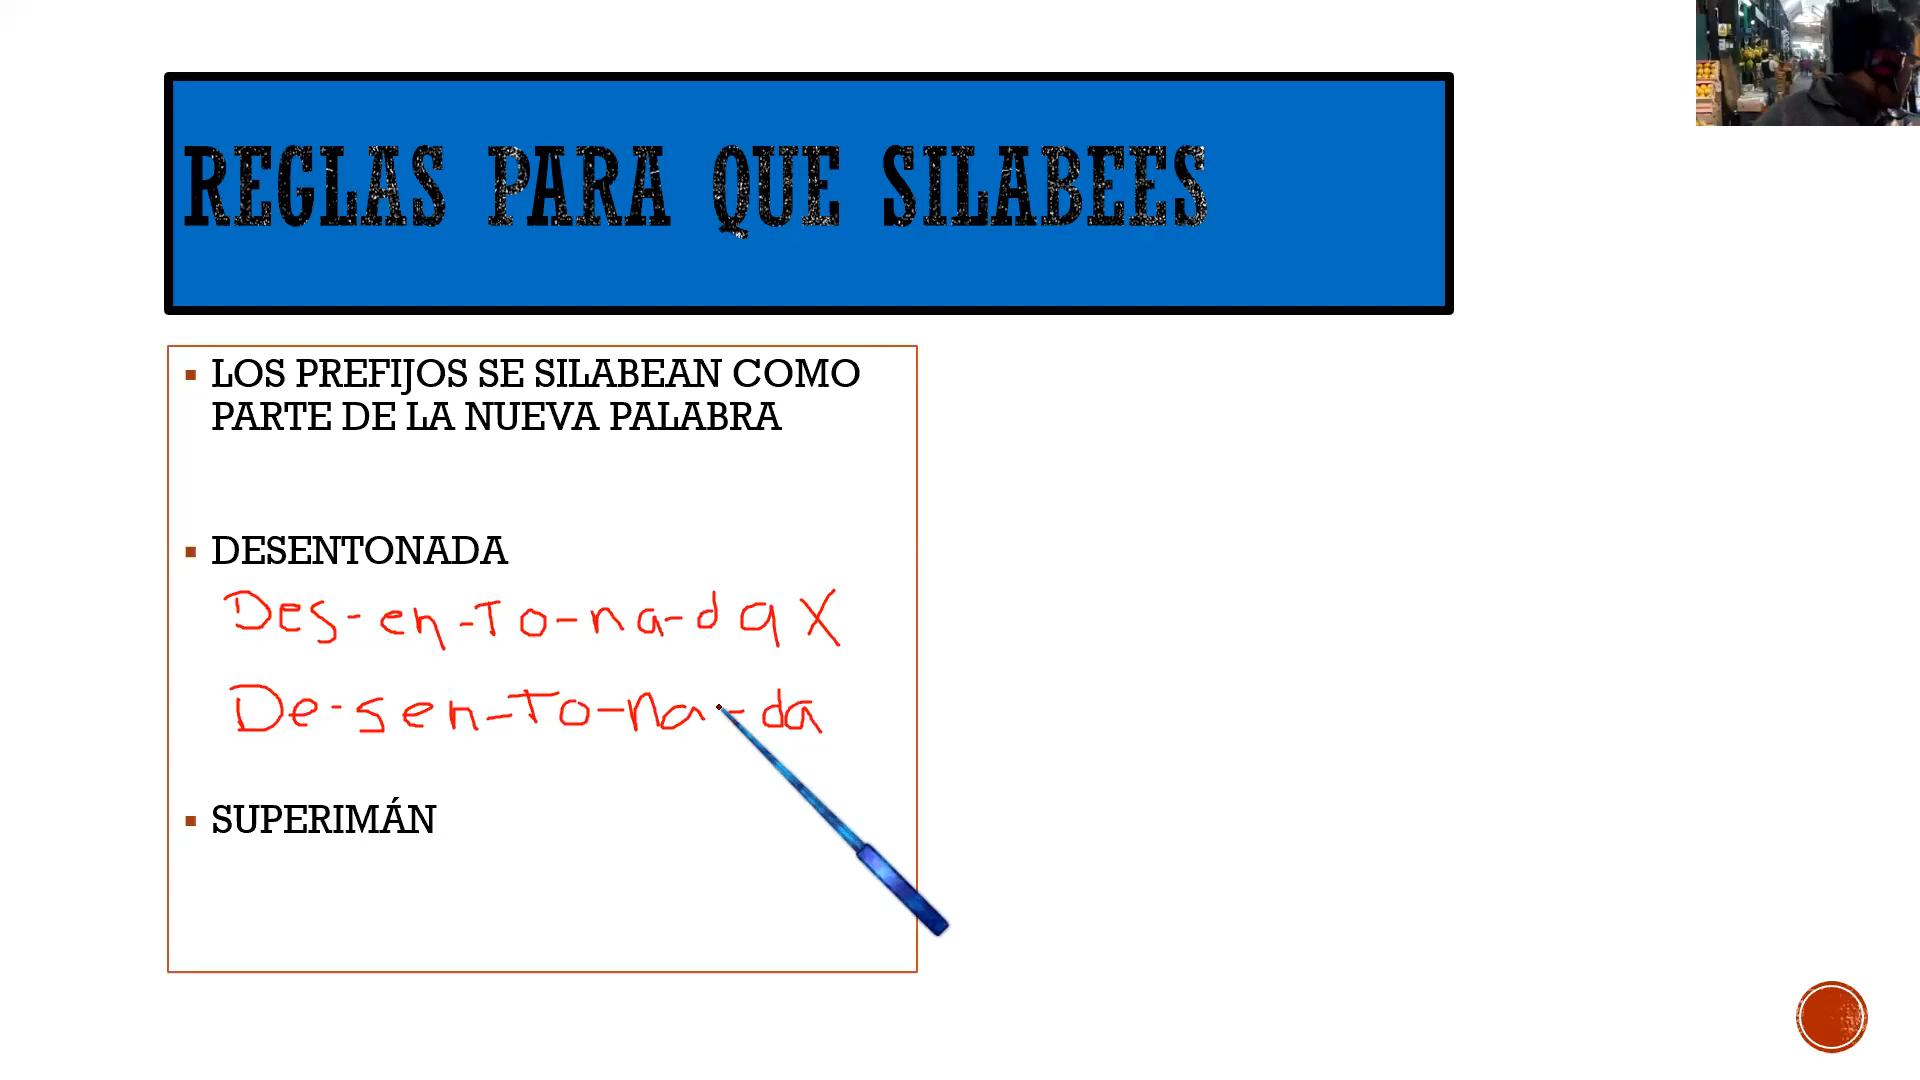 REGLAS PARA QUE SILABEES
LOS PREFIJOS SE SILABEAN COMO
PARTE DE LA NUEVA PALABRA
DESENTONADA
Des-en-To-na-da X
De-sen-To-na-da
SUPERIMÁN